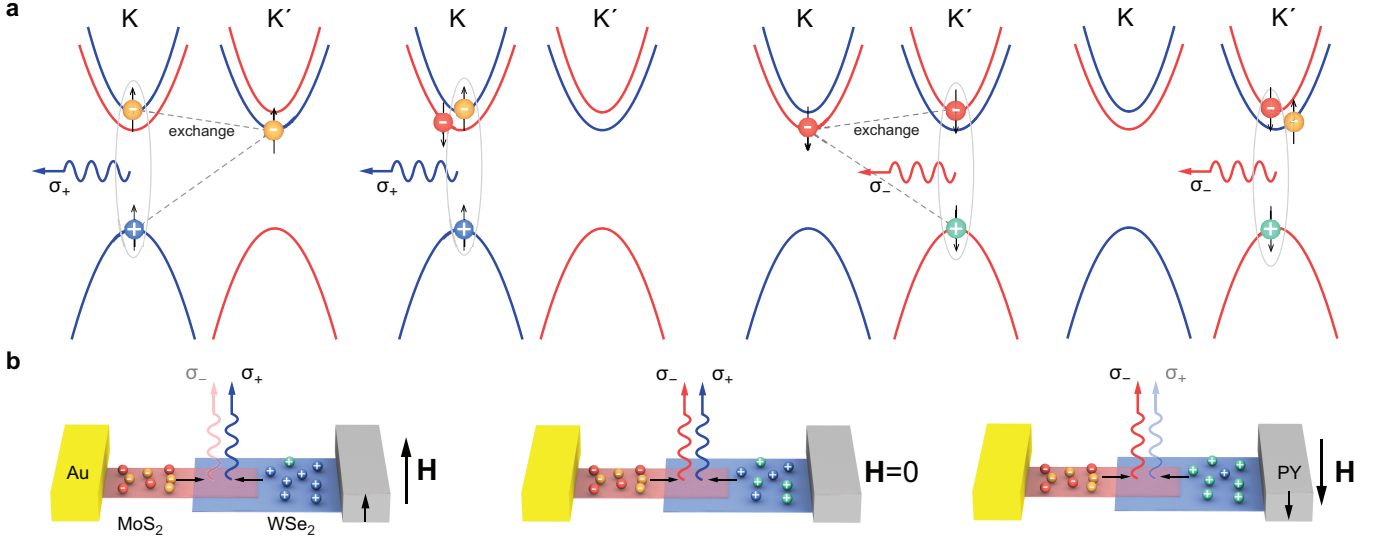 a
K K´ K K´ K K´ K K´
exchange exchange
σ+ σ+ σ− σ−
b
σ− σ+ σ− σ+ σ− σ+
Au H H=0 PY H
MoS2 WSe2